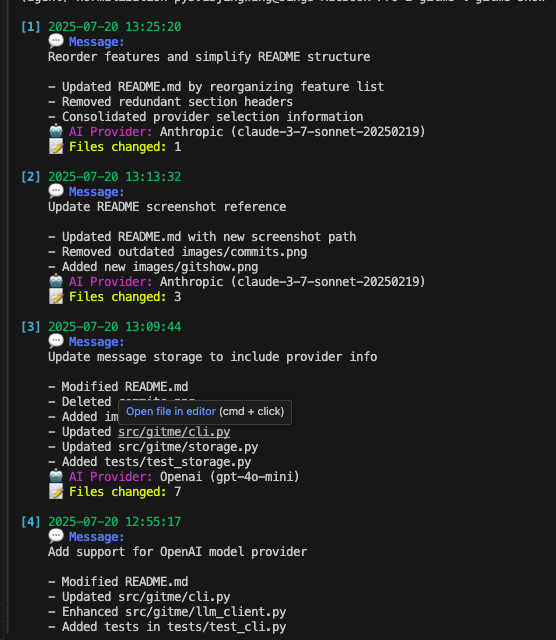 [1] 2025-07-20 13:25:20
💬 Message:
Reorder features and simplify README structure
– Updated README.md by reorganizing feature list
– Removed redundant section headers
– Consolidated provider selection information
🤖 AI Provider: Anthropic (claude-3-7-sonnet-20250219)
📝 Files changed: 1
[2] 2025-07-20 13:13:32
💬 Message:
Update README screenshot reference
– Updated README.md with new screenshot path
– Removed outdated images/commits.png
– Added new images/gitshow.png
🤖 AI Provider: Anthropic (claude-3-7-sonnet-20250219)
📝 Files changed: 3
[3] 2025-07-20 13:09:44
💬 Message:
Update message storage to include provider info
– Modified README.md
– Deleted
– Added im
Open file in editor (cmd + click)
– Updated src/gitme/cli.py
– Updated src/gitme/storage.py
– Added tests/test_storage.py
🤖 AI Provider: Openai (gpt-4o-mini)
📝 Files changed: 7
[4] 2025-07-20 12:55:17
💬 Message:
Add support for OpenAI model provider
– Modified README.md
– Updated src/gitme/cli.py
– Enhanced src/gitme/llm_client.py
– Added tests in tests/test_cli.py